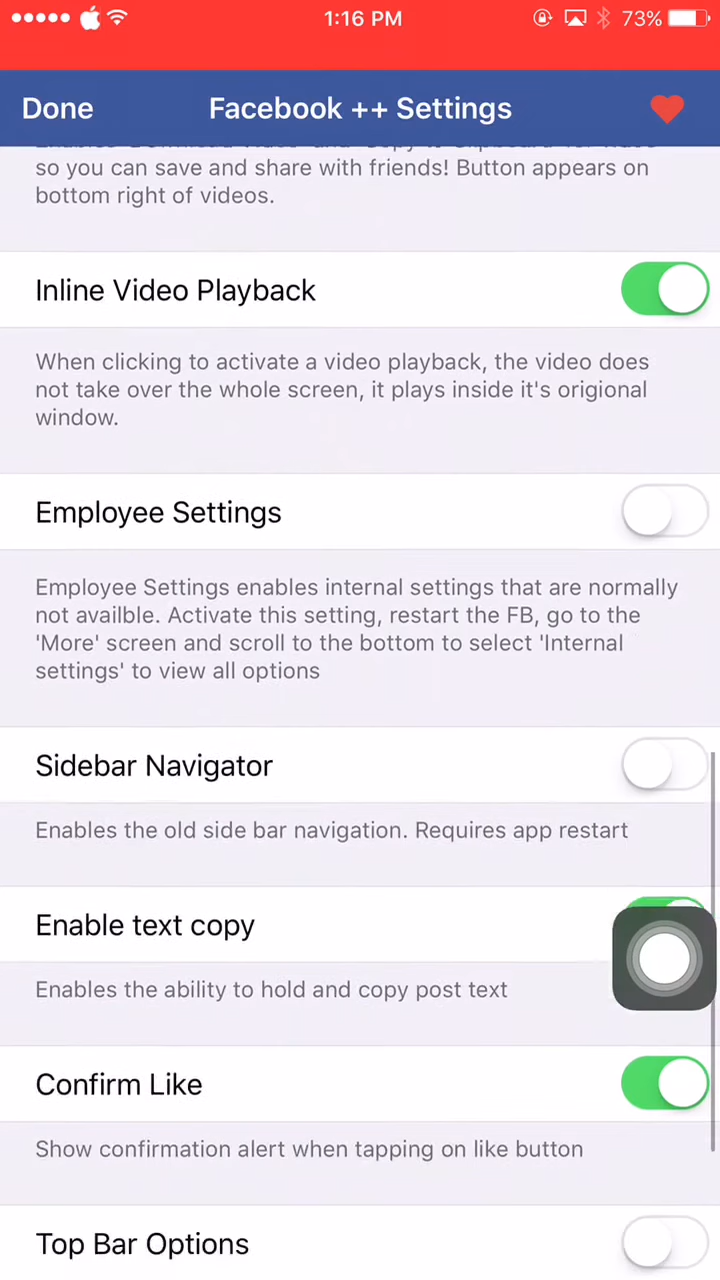 1:16 PM
73%
Done
Facebook ++ Settings
so you can save and share with friends! Button appears on
bottom right of videos.
Inline Video Playback
When clicking to activate a video playback, the video does
not take over the whole screen, it plays inside it's origional
window.
Employee Settings
Employee Settings enables internal settings that are normally
not availble. Activate this setting, restart the FB, go to the
'More' screen and scroll to the bottom to select 'Internal
settings' to view all options
Sidebar Navigator
Enables the old side bar navigation. Requires app restart
Enable text copy
Enables the ability to hold and copy post text
Confirm Like
Show confirmation alert when tapping on like button
Top Bar Options